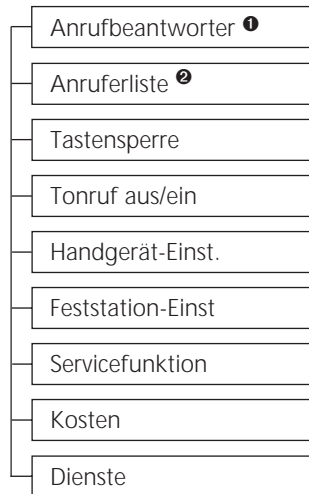 Anrufbeantworter ❶
Anruferliste ❷
Tastensperre
Tonruf aus/ein
Handgerät-Einst.
Feststation-Einst
Servicefunktion
Kosten
Dienste